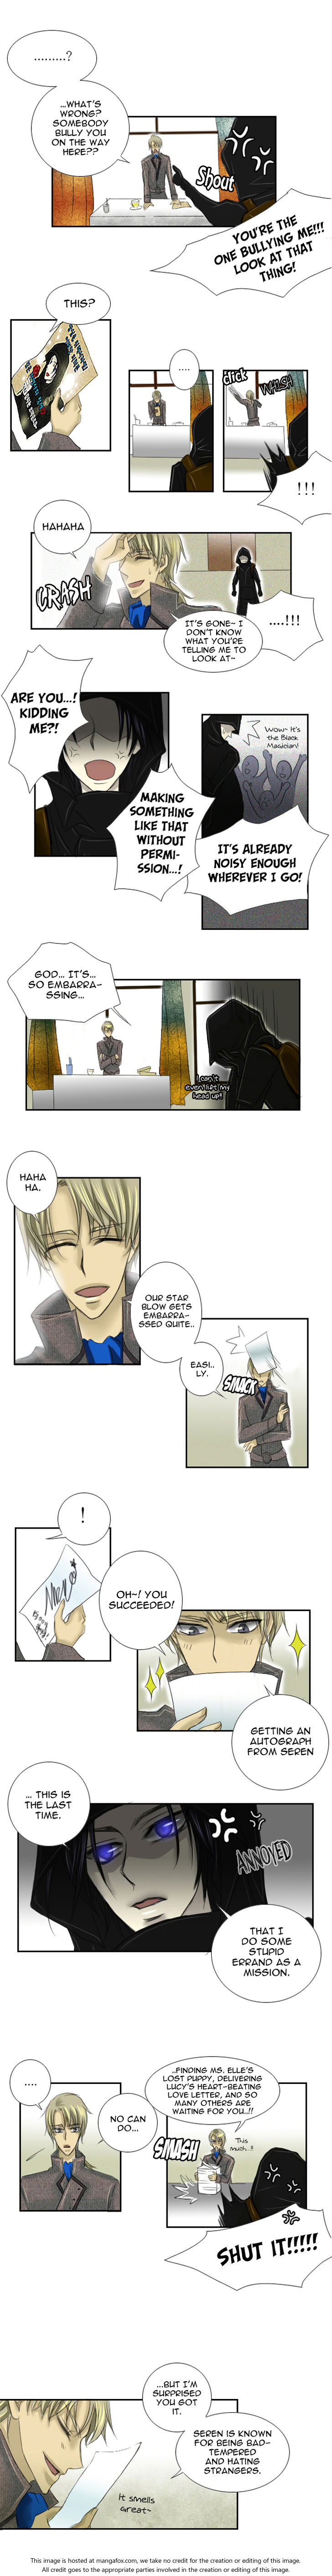 .........?
...WHAT'S
WRONG?
SOMEBODY
BULLY YOU
ON THE WAY
HERE??
Shout
YOU'RE THE
ONE BULLYING ME!!!
LOOK AT THAT
THING!
THIS?
....
click
WHISH
!!!
HAHAHA
CRASH
IT'S GONE~ I
DON'T KNOW
WHAT YOU'RE
TELLING ME TO
LOOK AT~
....!!!
ARE YOU...!
KIDDING
ME?!
Wow~ It's
the Black
Magician!
MAKING
SOMETHING
LIKE THAT
WITHOUT
PERMI-
SSION...!
IT'S ALREADY
NOISY ENOUGH
WHEREVER I GO!
GOD... IT'S...
SO EMBARRA-
SSING...
I can't
even lift my
head up!!
HAHA
HA.
OUR STAR
BLOW GETS
EMBARRA-
SSED QUITE..
EASI..
LY.
SMACK
!
OH~! YOU
SUCCEEDED!
GETTING AN
AUTOGRAPH
FROM SEREN
... THIS IS
THE LAST
TIME.
ANNOYED
THAT I
DO SOME
STUPID
ERRAND AS A
MISSION.
....
NO CAN
DO...
..FINDING MS. ELLE'S
LOST PUPPY, DELIVERING
LUCY'S HEART-BEATING
LOVE LETTER, AND SO
MANY OTHERS ARE
WAITING FOR YOU..!!
SMASH
This
much..!!
SHUT IT!!!!!
...BUT I'M
SURPRISED
YOU GOT
IT.
SEREN IS KNOWN
FOR BEING BAD-
TEMPERED
AND HATING
STRANGERS.
It smells
Great~
This image is hosted at mangafox.com, we take no credit for the creation or editing of this image.
All credit goes to the appropriate parties involved in the creation or editing of this image.